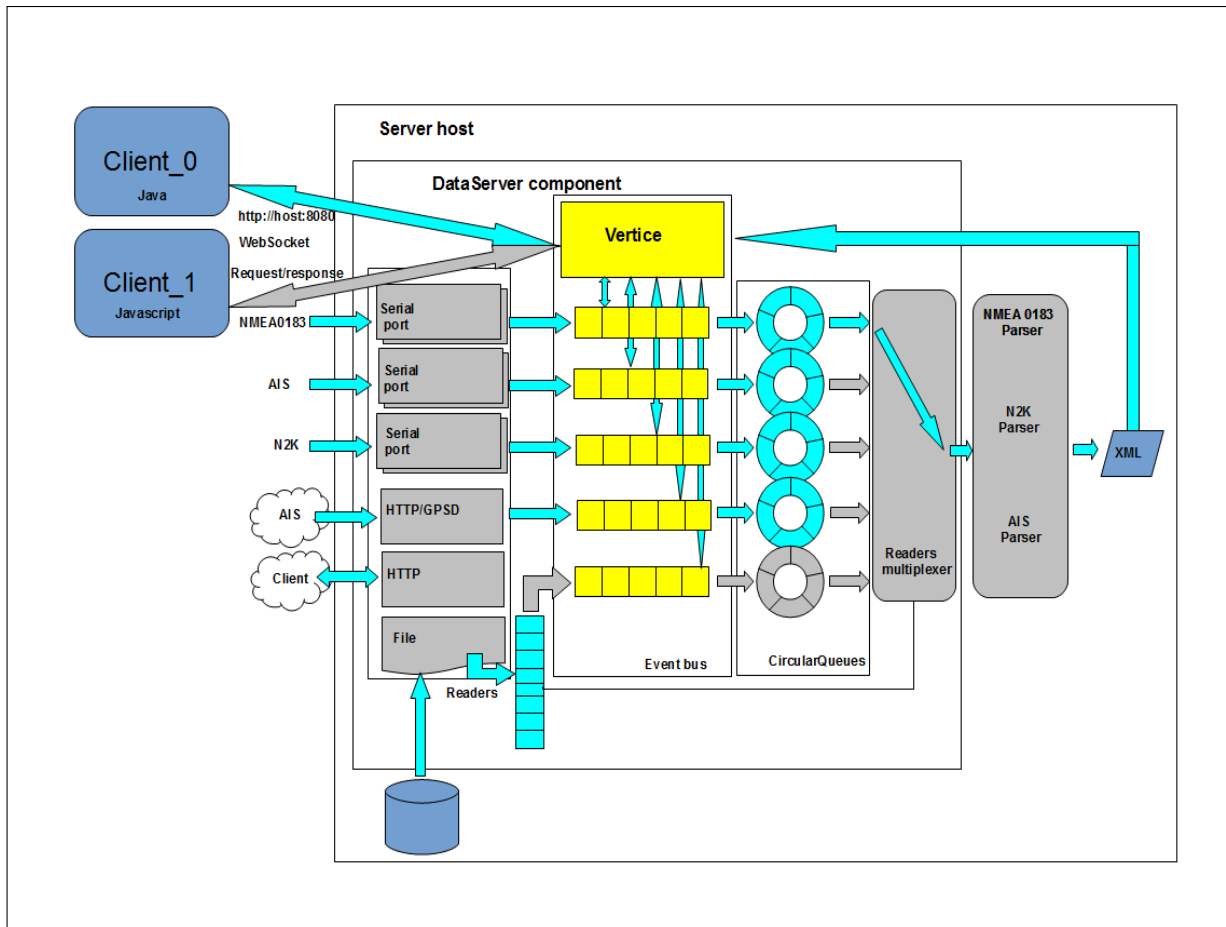 Server host
DataServer component
Client_0
Java
http://host:8080
WebSocket
Client_1
Javascript
Request/response
Vertice
NMEA0183
Serial
port
AIS
Serial
port
N2K
Serial
port
AIS
HTTP/GPSD
Client
HTTP
File
Readers
Event bus
CircularQueues
Readers
multiplexer
NMEA 0183
Parser
N2K
Parser
AIS
Parser
XML